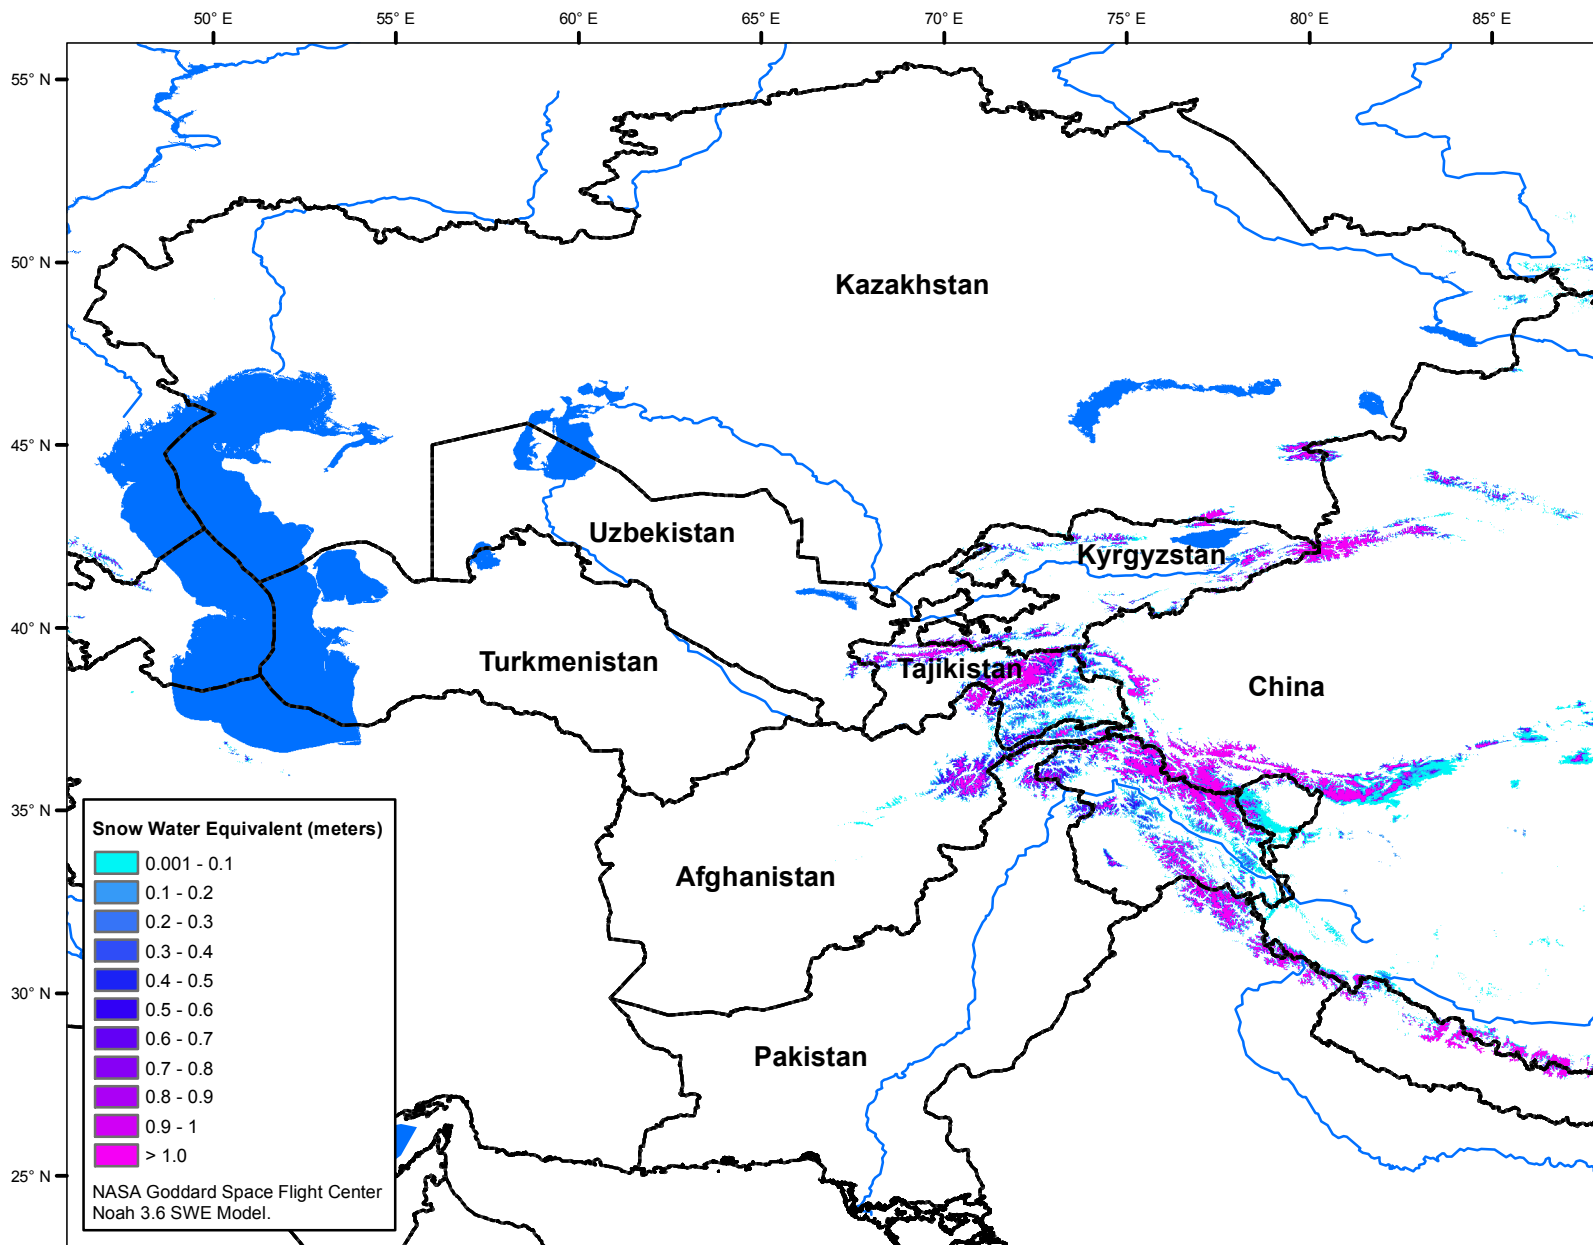 50° E 55° E 60° E 65° E 70° E 75° E 80° E 85° E
55° N
50° N
Kazakhstan
45° N
Uzbekistan
Kyrgyzstan
40° N
Turkmenistan
Tajikistan
China
35° N
Snow Water Equivalent (meters)
0.001 - 0.1
0.1 - 0.2
0.2 - 0.3
0.3 - 0.4
0.4 - 0.5
0.5 - 0.6
0.6 - 0.7
0.7 - 0.8
0.8 - 0.9
0.9 - 1
> 1.0
NASA Goddard Space Flight Center
Noah 3.6 SWE Model.
Afghanistan
30° N
Pakistan
25° N